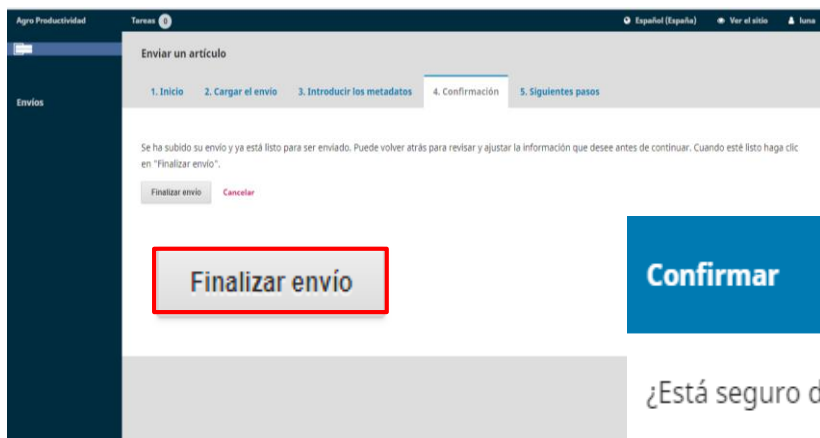 Agro Productividad
Tareas 0
Español (España) Ver el sitio luna
Envíos
Enviar un artículo
1. Inicio 2. Cargar el envío 3. Introducir los metadatos 4. Confirmación 5. Siguientes pasos
Se ha subido su envío y ya está listo para ser enviado. Puede volver atrás para revisar y ajustar la información que desee antes de continuar. Cuando esté listo haga clic
en "Finalizar envío".
Finalizar envío Cancelar
Finalizar envío
Confirmar
¿Está seguro d